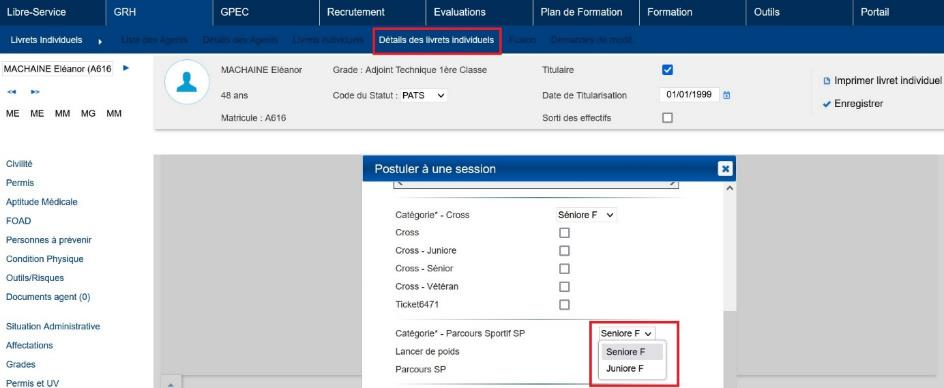 Libre-Service GRH GPEC Recrutement Evaluations Plan de Formation Formation Outils Portail
Livrets Individuels Liste des Agents Détails des Agents Livrets Individuels Détails des livrets individuels Fusion Demandes de modif.
MACHAINE Eléanor (A616
ME ME MM MG MM
MACHAINE Eléanor Grade : Adjoint Technique 1ère Classe Titulaire
48 ans Code du Statut : PATS Date de Titularisation 01/01/1999
Matricule : A616 Sorti des effectifs
Imprimer livret individuel
Enregistrer
Civilité
Permis
Aptitude Médicale
FOAD
Personnes à prévenir
Condition Physique
Outils/Risques
Documents agent (0)
Situation Administrative
Affectations
Grades
Permis et UV
Postuler à une session
Catégorie* - Cross Séniore F
Cross
Cross - Juniore
Cross - Sénior
Cross - Vétéran
Ticket6471
Catégorie* - Parcours Sportif SP Seniore F
Lancer de poids Seniore F
Parcours SP Juniore F